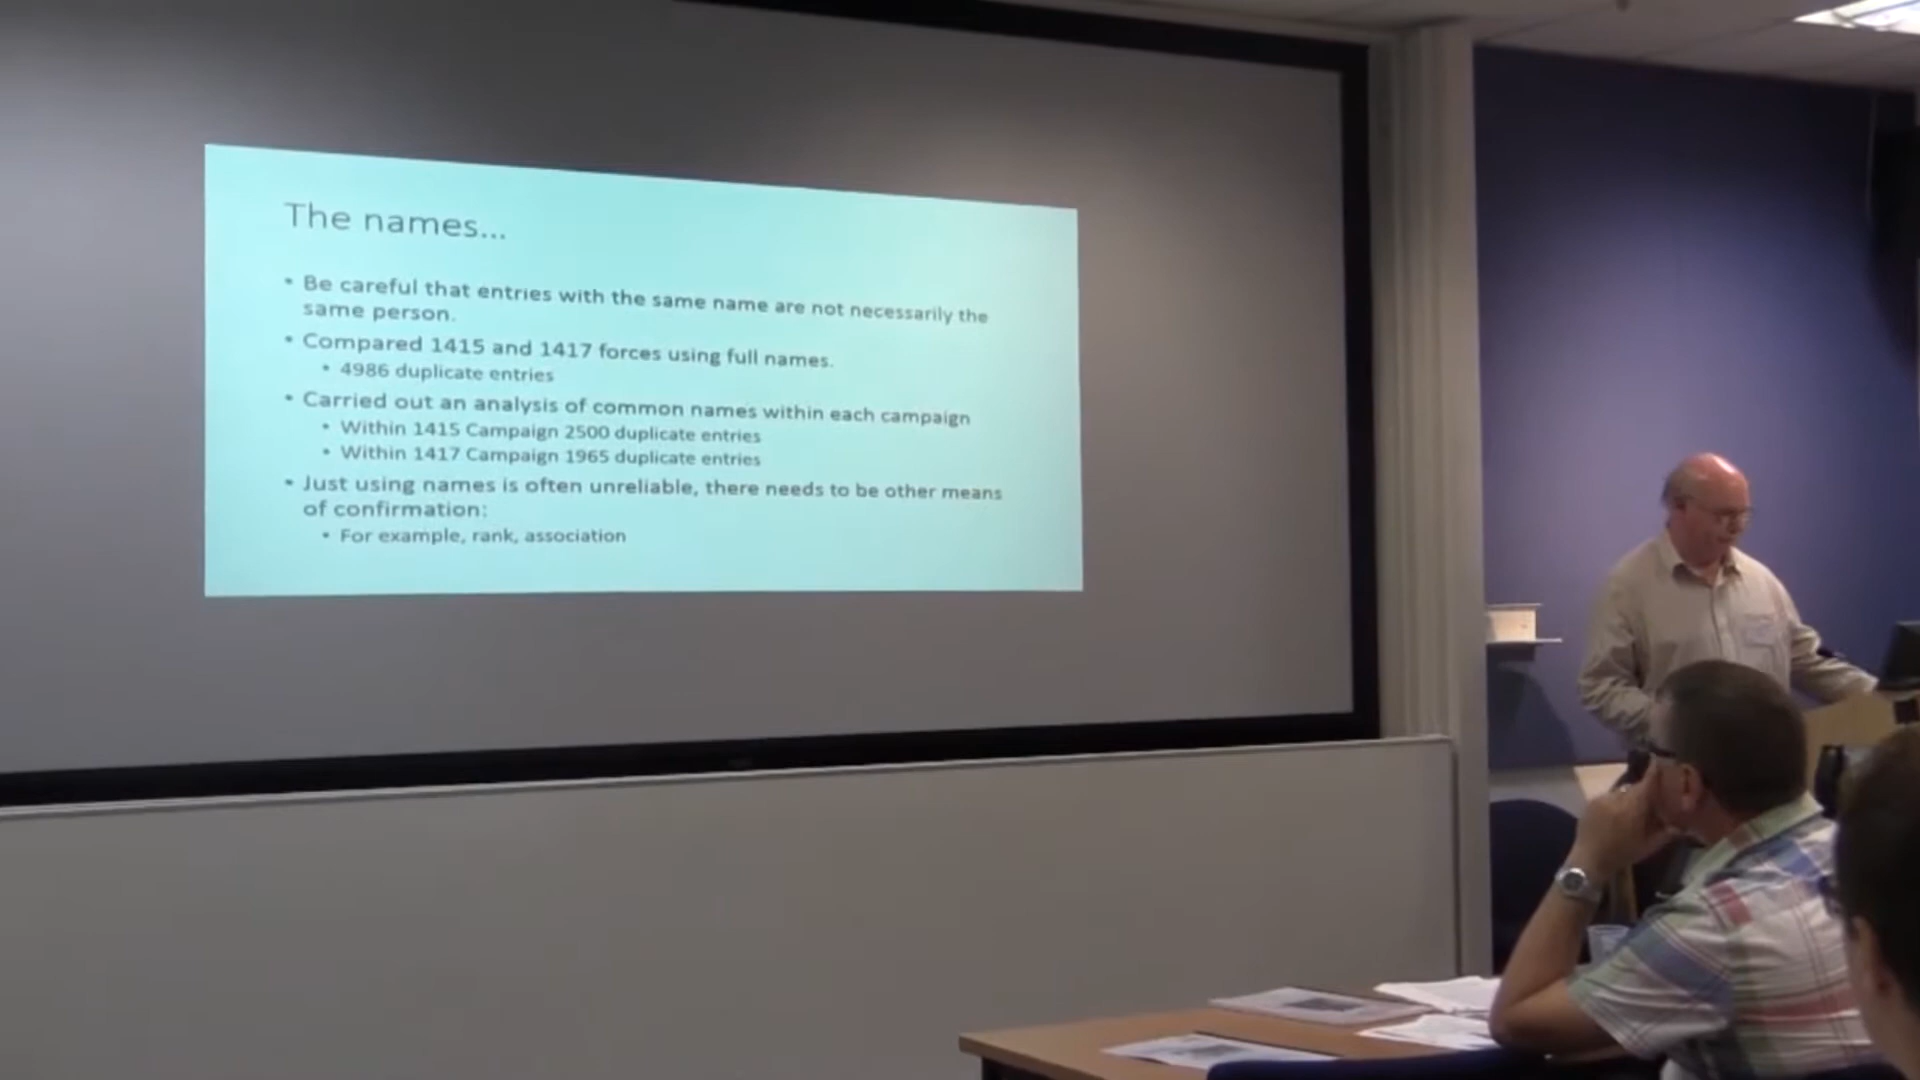 The names...
• Be careful that entries with the same name are not necessarily the
same person.
• Compared 1415 and 1417 forces using full names.
• 4986 duplicate entries
• Carried out an analysis of common names within each campaign
• Within 1415 Campaign 2500 duplicate entries
• Within 1417 Campaign 1965 duplicate entries
• Just using names is often unreliable, there needs to be other means
of confirmation:
• For example, rank, association